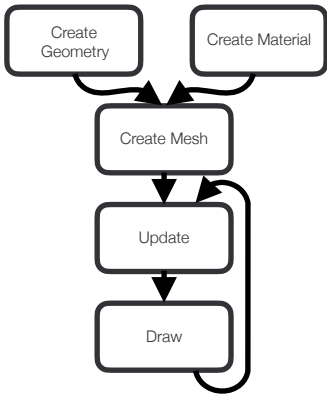 Create
Geometry
Create Material
Create Mesh
Update
Draw